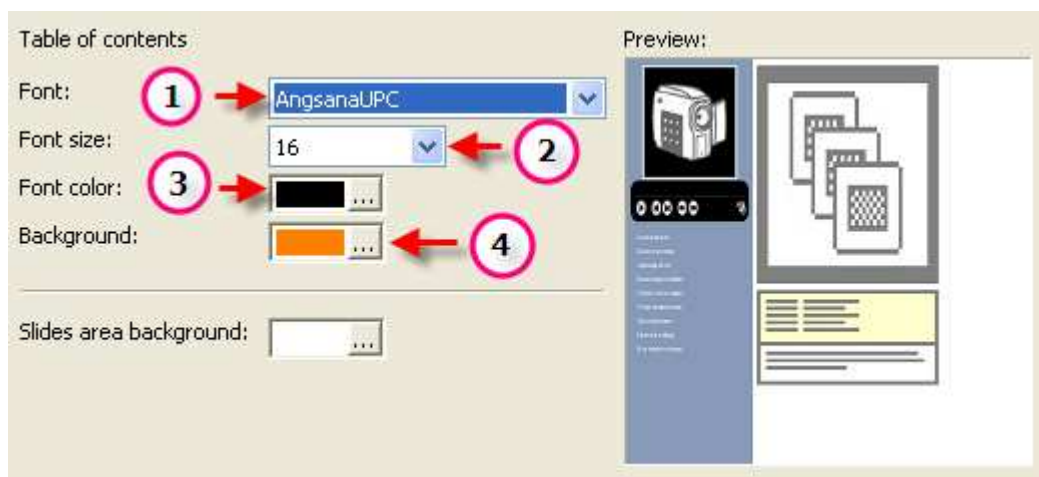 Table of contents
Preview:
Font:
1
AngsanaUPC
Font size:
16
2
Font color:
3
...
Background:
...
4
Slides area background:
...